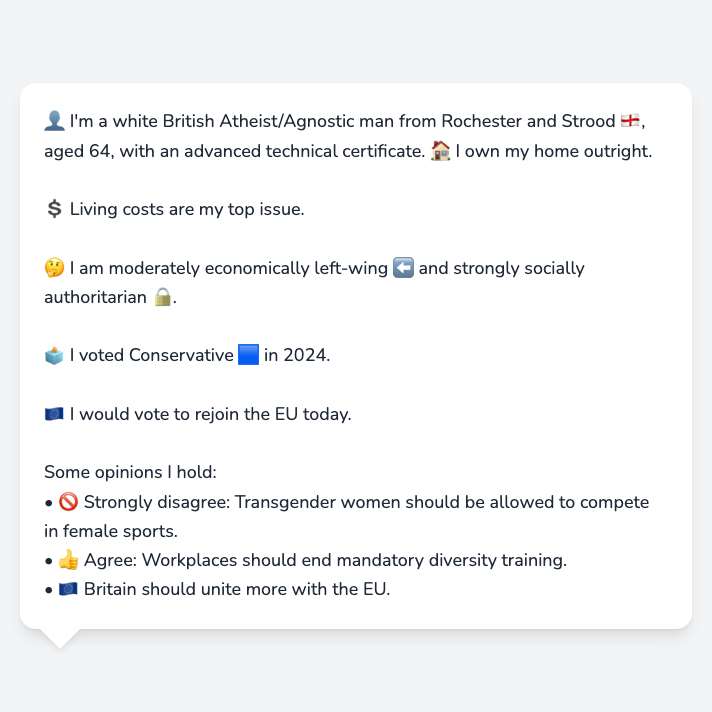 👤 I'm a white British Atheist/Agnostic man from Rochester and Strood 🏴󠁧󠁢󠁥󠁮󠁧󠁿,
aged 64, with an advanced technical certificate. 🏠 I own my home outright.
💲 Living costs are my top issue.
🤔 I am moderately economically left-wing ⬅️ and strongly socially
authoritarian 🔒.
🗳️ I voted Conservative 🟦 in 2024.
🇪🇺 I would vote to rejoin the EU today.
Some opinions I hold:
• 🚫 Strongly disagree: Transgender women should be allowed to compete
in female sports.
• 👍 Agree: Workplaces should end mandatory diversity training.
• 🇪🇺 Britain should unite more with the EU.